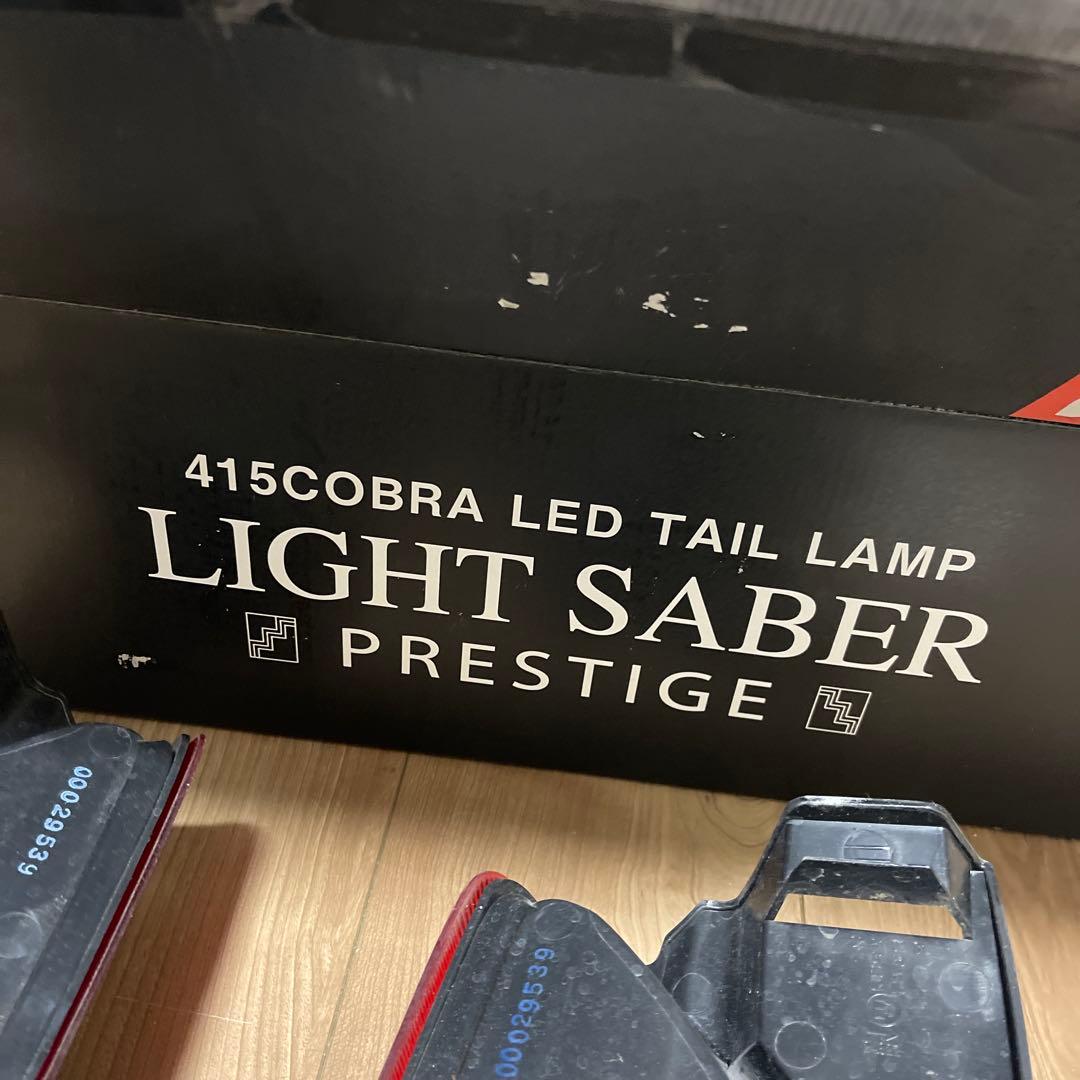 415COBRA LED TAIL LAMP
LIGHT SABER
PRESTIGE
00029539
00029539